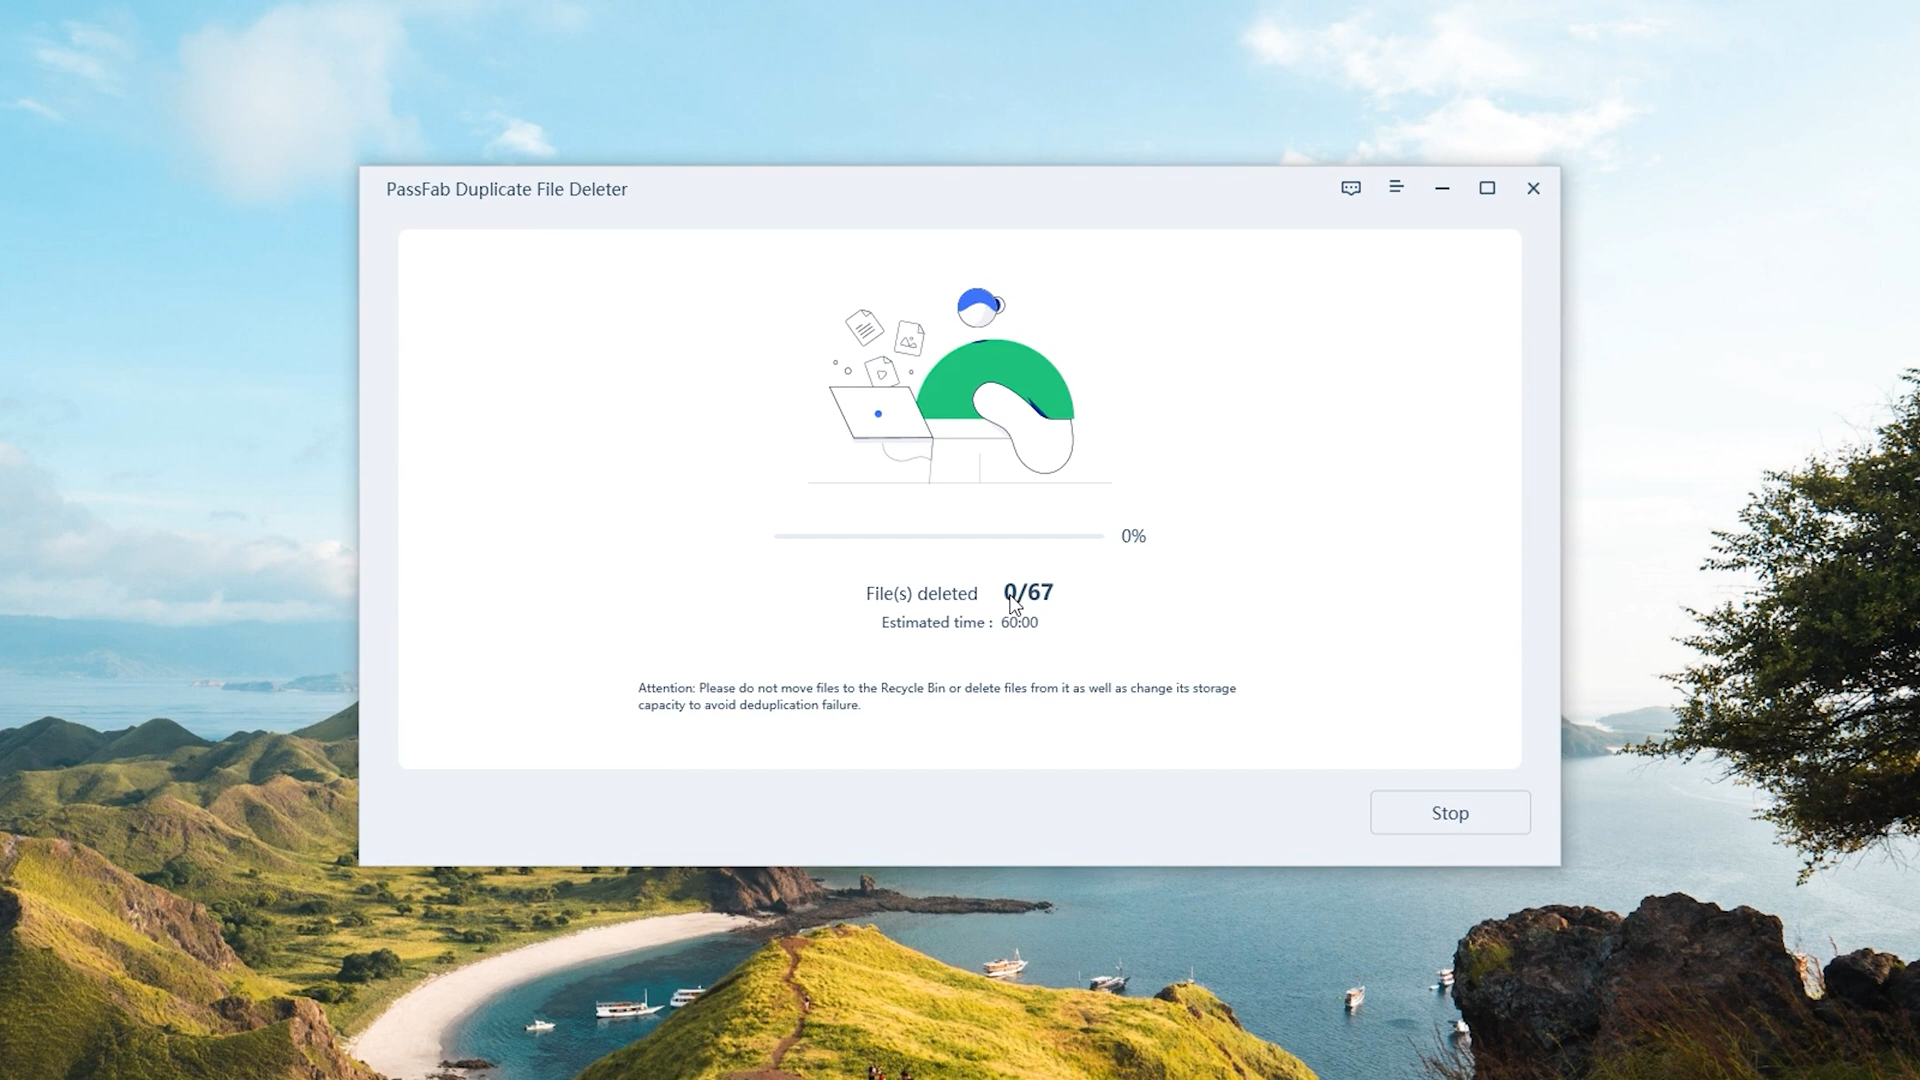 PassFab Duplicate File Deleter
0%
File(s) deleted 0/67
Estimated time : 60:00
Attention: Please do not move files to the Recycle Bin or delete files from it as well as change its storage
capacity to avoid deduplication failure.
Stop